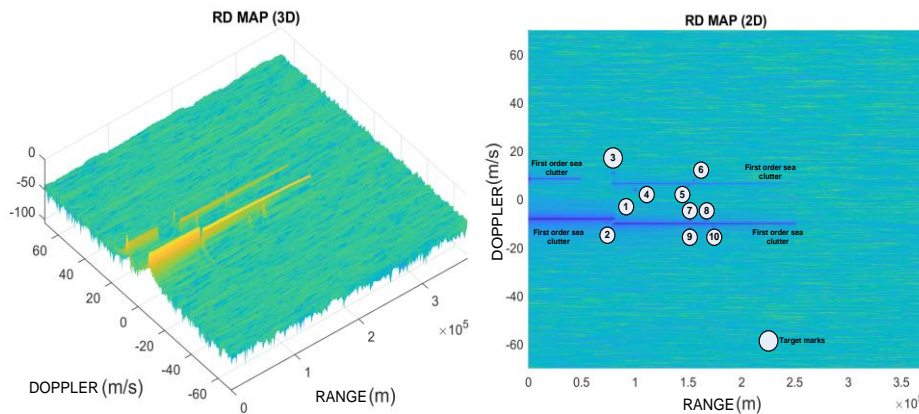 RD MAP (3D)
0
-50
-100
60
40
20
0
-20
-40
-60
0
1
2
3
×10⁵
DOPPLER (m/s)
RANGE (m)
RD MAP (2D)
60
40
20
0
-20
-40
-60
DOPPLER (m/s)
3
6
First order sea
clutter
First order sea
clutter
4
5
1
7
8
2
9
10
First order sea
clutter
First order sea
clutter
Target marks
0
0.5
1
1.5
2
2.5
3
3.5
× 10
RANGE (m)